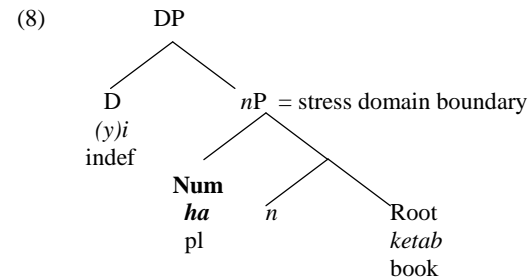 (8) DP
D nP = stress domain boundary
(y)i
indef
Num
ha n Root
pl ketab
book